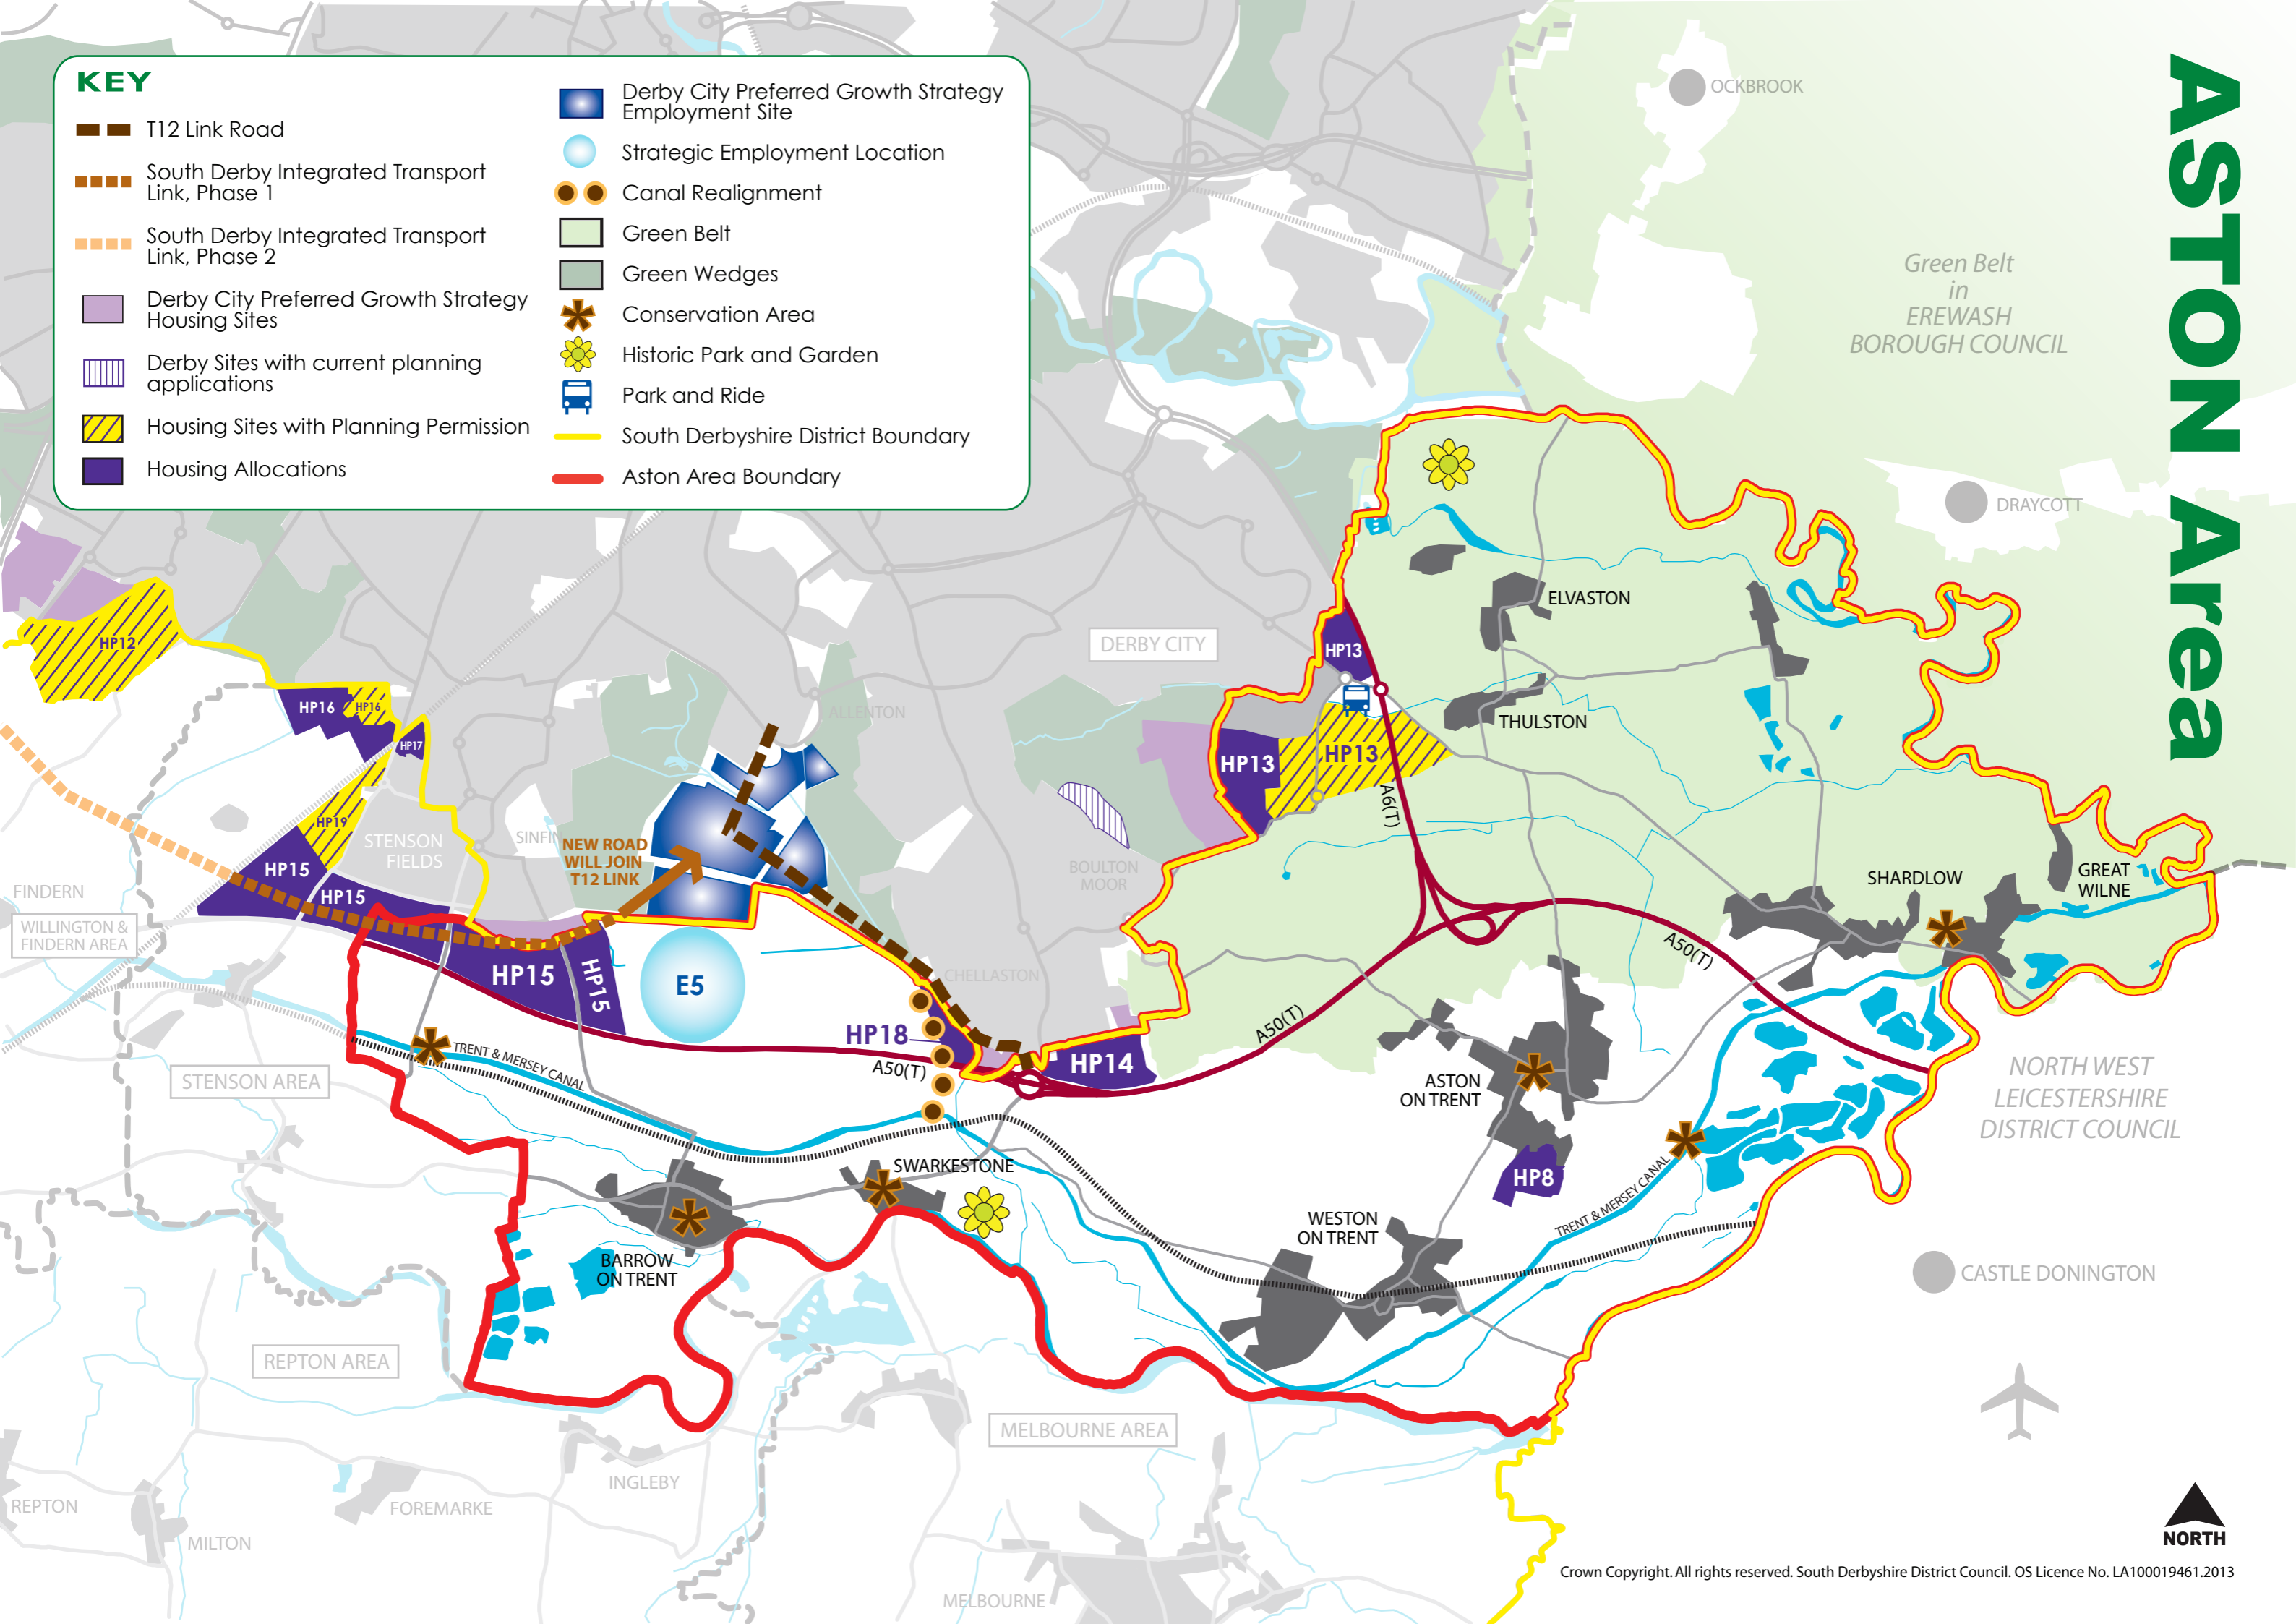 KEY
T12 Link Road
South Derby Integrated Transport
Link, Phase 1
South Derby Integrated Transport
Link, Phase 2
Derby City Preferred Growth Strategy
Housing Sites
Derby Sites with current planning
applications
Housing Sites with Planning Permission
Housing Allocations
Derby City Preferred Growth Strategy
Employment Site
Strategic Employment Location
Canal Realignment
Green Belt
Green Wedges
Conservation Area
Historic Park and Garden
Park and Ride
South Derbyshire District Boundary
Aston Area Boundary
ASTON Area
OCKBROOK
Green Belt
in
EREWASH
BOROUGH COUNCIL
DRAYCOTT
ELVASTON
DERBY CITY
HP12
HP13
HP16
HP16
ALLENTON
THULSTON
HP17
HP13
HP13
A6(T)
HP19
STENSON
FIELDS
SINFIN
NEW ROAD
WILL JOIN
T12 LINK
BOULTON
MOOR
HP15
HP15
FINDERN
WILLINGTON &
FINDERN AREA
SHARDLOW
GREAT
WILNE
A50(T)
HP15
HP15
E5
CHELLASTON
HP18
A50(T)
A50(T)
HP14
TRENT & MERSEY CANAL
STENSON AREA
ASTON
ON TRENT
NORTH WEST
LEICESTERSHIRE
DISTRICT COUNCIL
SWARKESTONE
HP8
TRENT & MERSEY CANAL
WESTON
ON TRENT
BARROW
ON TRENT
CASTLE DONINGTON
REPTON AREA
MELBOURNE AREA
INGLEBY
REPTON
FOREMARKE
MILTON
MELBOURNE
NORTH
Crown Copyright. All rights reserved. South Derbyshire District Council. OS Licence No. LA100019461.2013